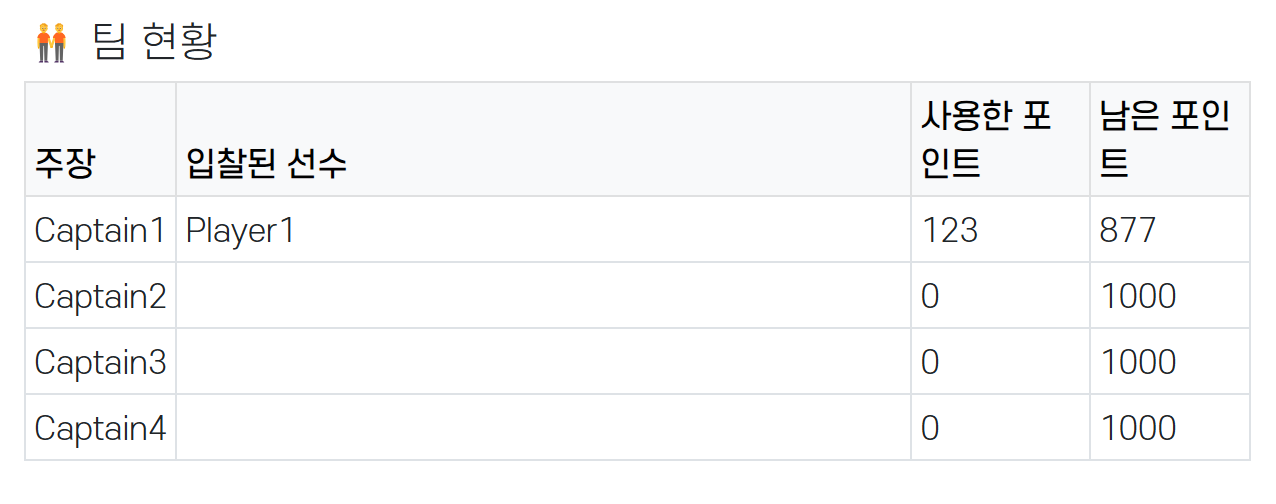 🧑‍🤝‍🧑 팀 현황
주장 입찰된 선수 사용한 포인트 남은 포인트
Captain1 Player1 123 877
Captain2 0 1000
Captain3 0 1000
Captain4 0 1000